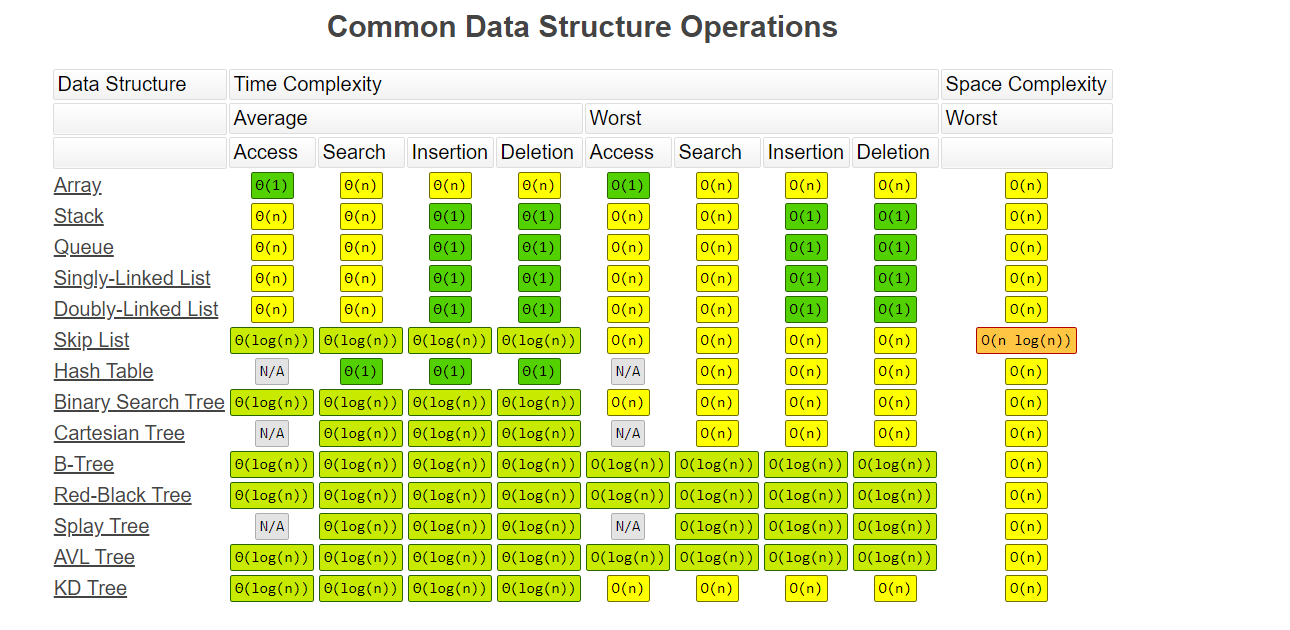 Common Data Structure Operations
Data Structure Time Complexity Space Complexity
Average Worst Worst
Access Search Insertion Deletion Access Search Insertion Deletion
Array Θ(1) Θ(n) Θ(n) Θ(n) O(1) O(n) O(n) O(n) O(n)
Stack Θ(n) Θ(n) Θ(1) Θ(1) O(n) O(n) O(1) O(1) O(n)
Queue Θ(n) Θ(n) Θ(1) Θ(1) O(n) O(n) O(1) O(1) O(n)
Singly-Linked List Θ(n) Θ(n) Θ(1) Θ(1) O(n) O(n) O(1) O(1) O(n)
Doubly-Linked List Θ(n) Θ(n) Θ(1) Θ(1) O(n) O(n) O(1) O(1) O(n)
Skip List Θ(log(n)) Θ(log(n)) Θ(log(n)) Θ(log(n)) O(n) O(n) O(n) O(n) O(n log(n))
Hash Table N/A Θ(1) Θ(1) Θ(1) N/A O(n) O(n) O(n) O(n)
Binary Search Tree Θ(log(n)) Θ(log(n)) Θ(log(n)) Θ(log(n)) O(n) O(n) O(n) O(n) O(n)
Cartesian Tree N/A Θ(log(n)) Θ(log(n)) Θ(log(n)) N/A O(n) O(n) O(n) O(n)
B-Tree Θ(log(n)) Θ(log(n)) Θ(log(n)) Θ(log(n)) O(log(n)) O(log(n)) O(log(n)) O(log(n)) O(n)
Red-Black Tree Θ(log(n)) Θ(log(n)) Θ(log(n)) Θ(log(n)) O(log(n)) O(log(n)) O(log(n)) O(log(n)) O(n)
Splay Tree N/A Θ(log(n)) Θ(log(n)) Θ(log(n)) N/A O(log(n)) O(log(n)) O(log(n)) O(n)
AVL Tree Θ(log(n)) Θ(log(n)) Θ(log(n)) Θ(log(n)) O(log(n)) O(log(n)) O(log(n)) O(log(n)) O(n)
KD Tree Θ(log(n)) Θ(log(n)) Θ(log(n)) Θ(log(n)) O(n) O(n) O(n) O(n) O(n)